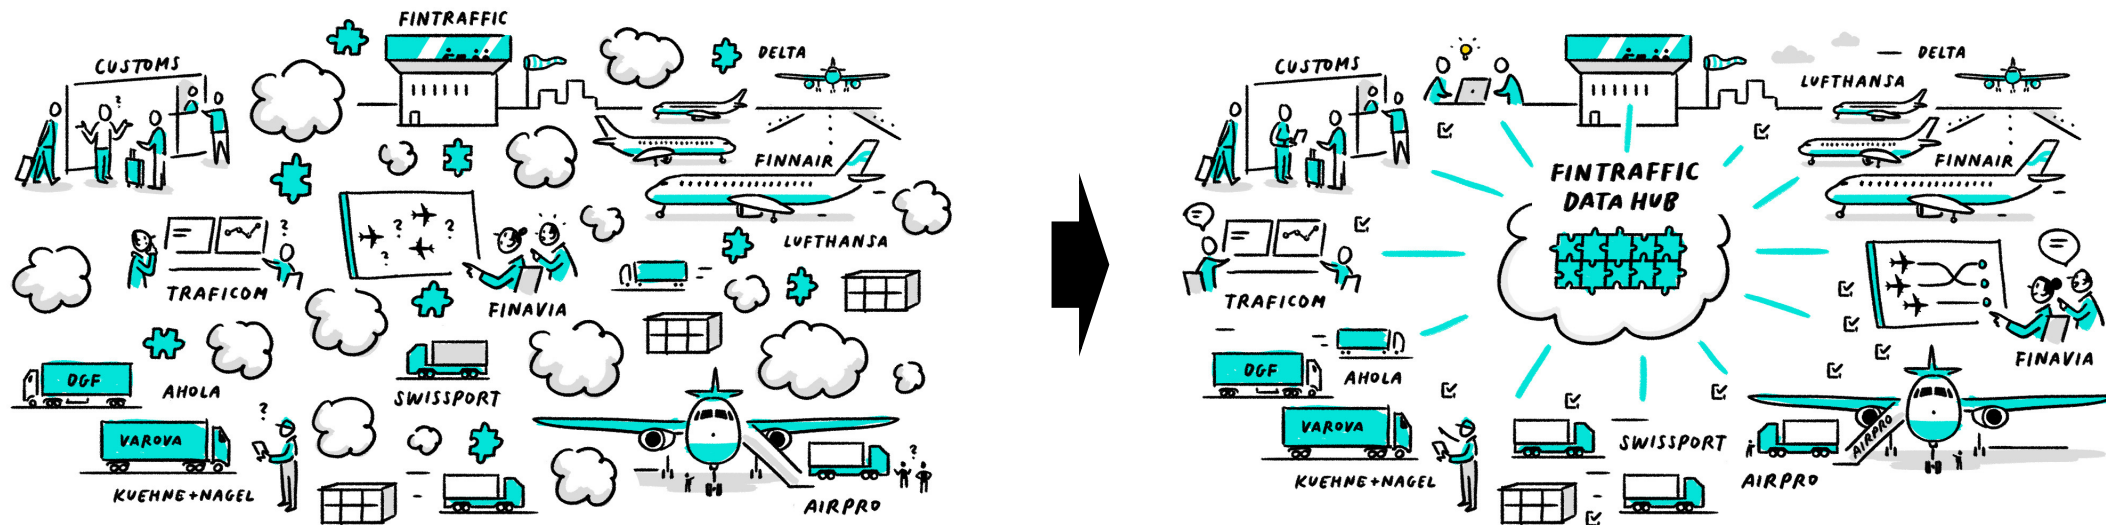 FINTRAFFIC
CUSTOMS
?
DELTA
FINNAIR
LUFTHANSA
?
? ? ? ?
TRAFICOM
FINAVIA
DGF
AHOLA
SWISSPORT
VAROVA
?
KUEHNE+NAGEL
?
AIRPRO
CUSTOMS
DELTA
LUFTHANSA
FINNAIR
FINTRAFFIC
DATA HUB
TRAFICOM
FINAVIA
DGF
AHOLA
VAROVA
KUEHNE+NAGEL
SWISSPORT
AIRPRO
AIRPRO